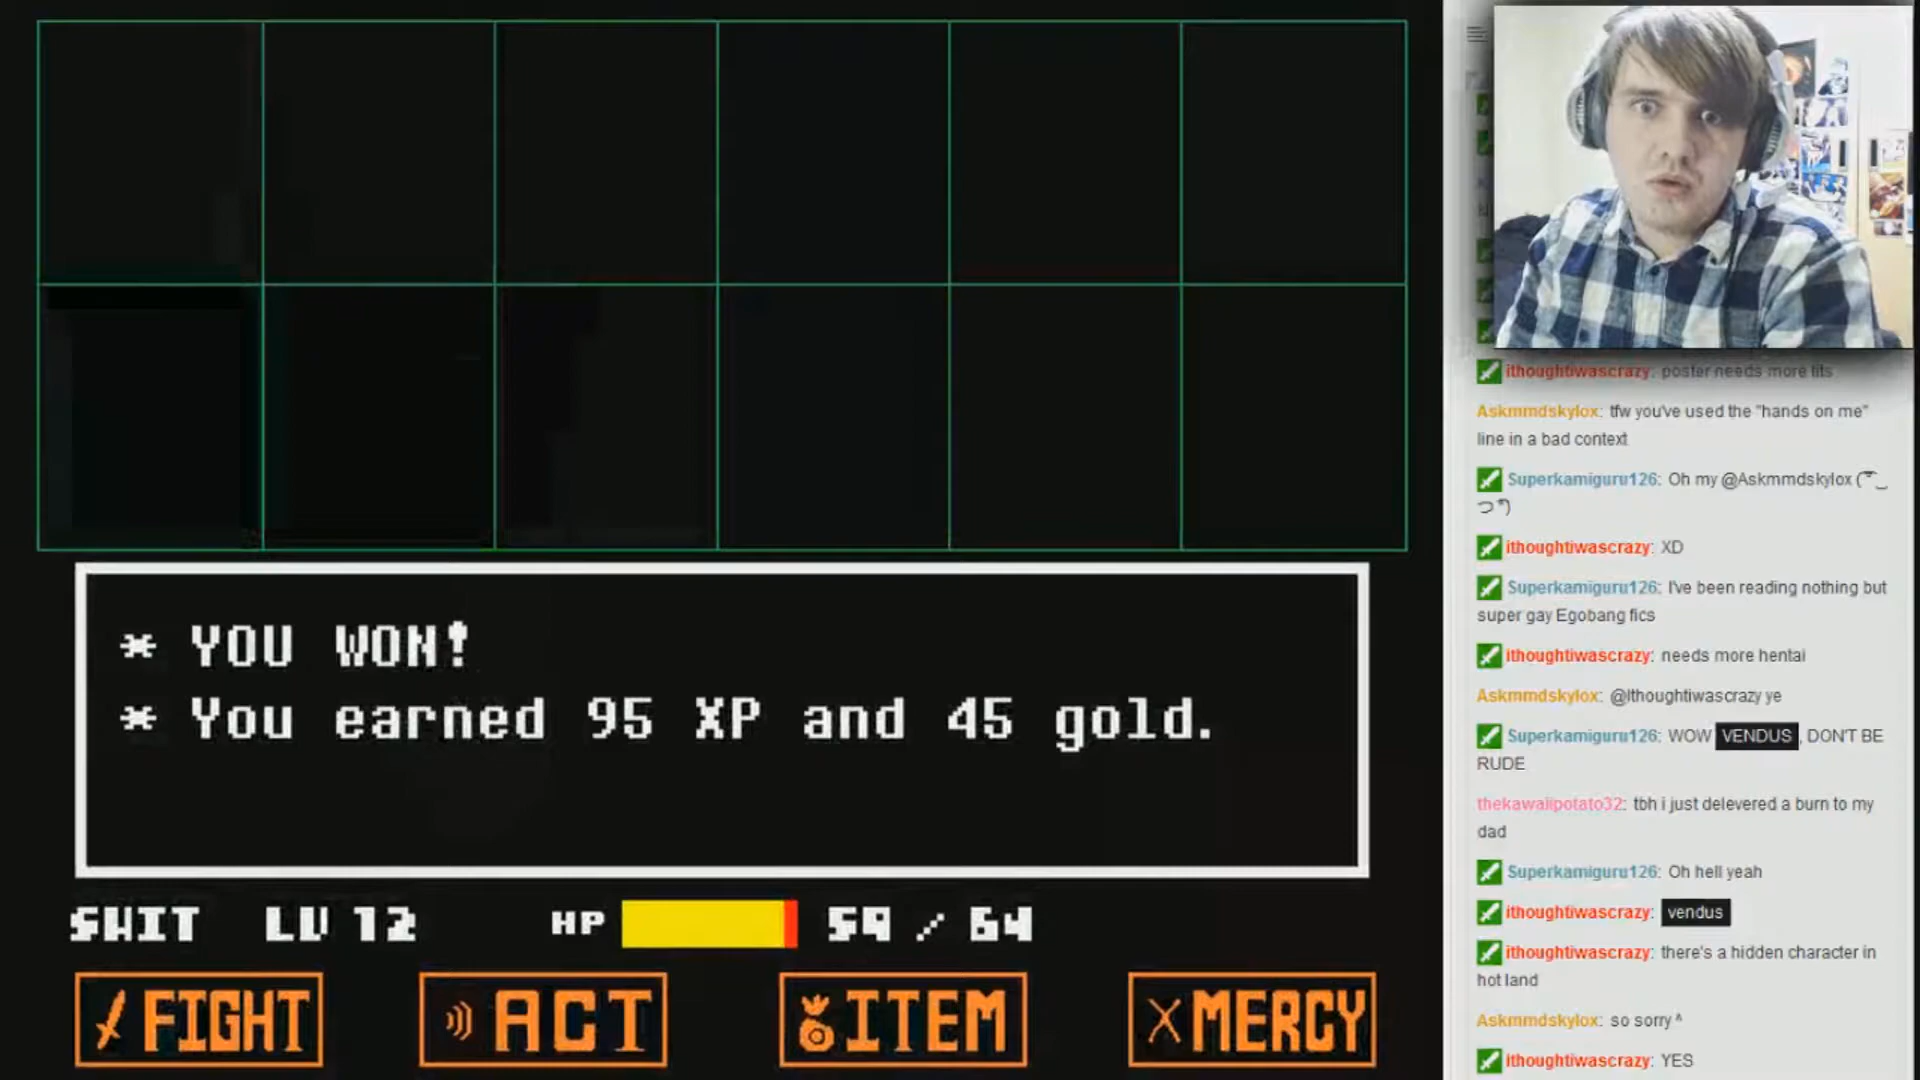 * YOU WON!
* You earned 95 XP and 45 gold.
SHIT LV 12 HP 59 / 64
FIGHT ACT ITEM MERCY
ithoughtiwascrazy: poster needs more tits
Askmmdskylox: tfw you've used the "hands on me"
line in a bad context
Superkamiguru126: Oh my @Askmmdskylox
ithoughtiwascrazy: XD
Superkamiguru126: I've been reading nothing but
super gay Egobang fics
ithoughtiwascrazy: needs more hentai
Askmmdskylox: @Ithoughtiwascrazy ye
Superkamiguru126: WOW VENDUS, DON'T BE
RUDE
thekawaiipotato32: tbh i just delevered a burn to my
dad
Superkamiguru126: Oh hell yeah
ithoughtiwascrazy: vendus
ithoughtiwascrazy: there's a hidden character in
hot land
Askmmdskylox: so sorry ^
ithoughtiwascrazy: YES